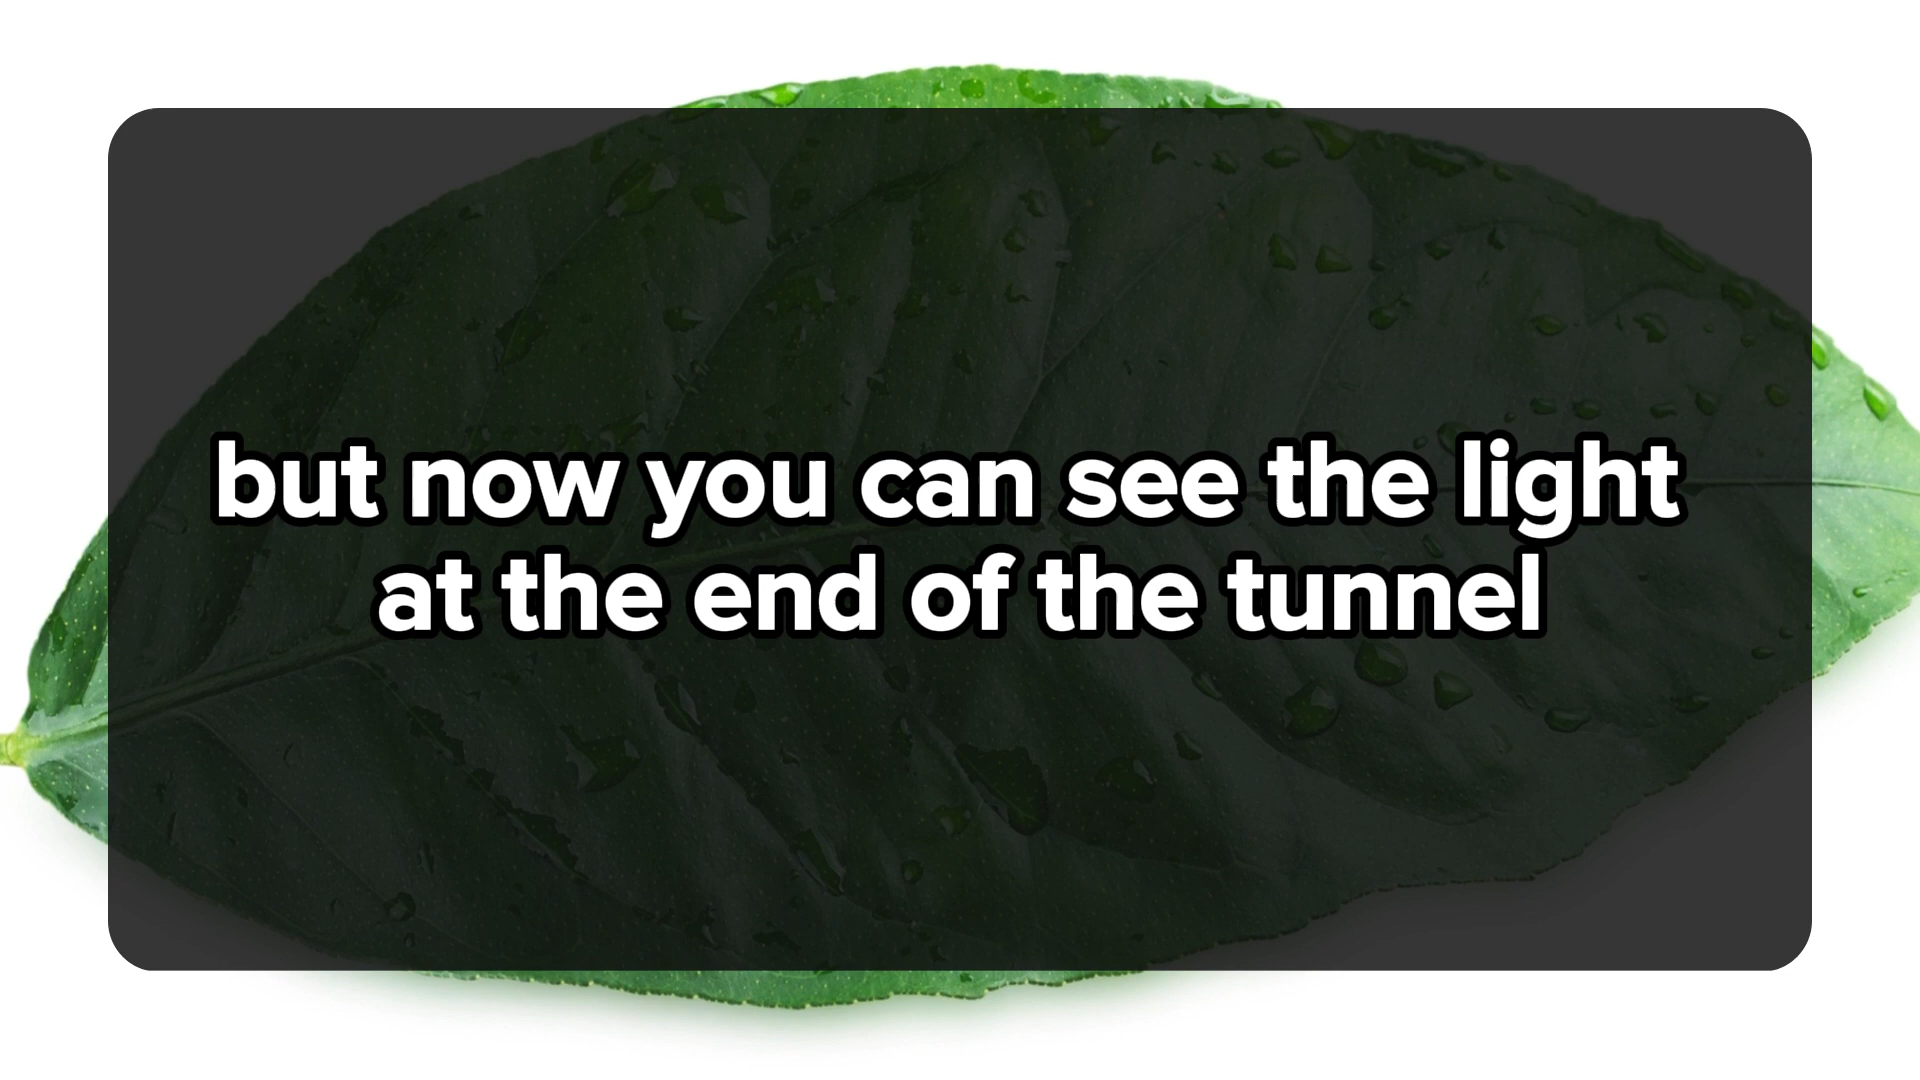 but now you can see the light
at the end of the tunnel